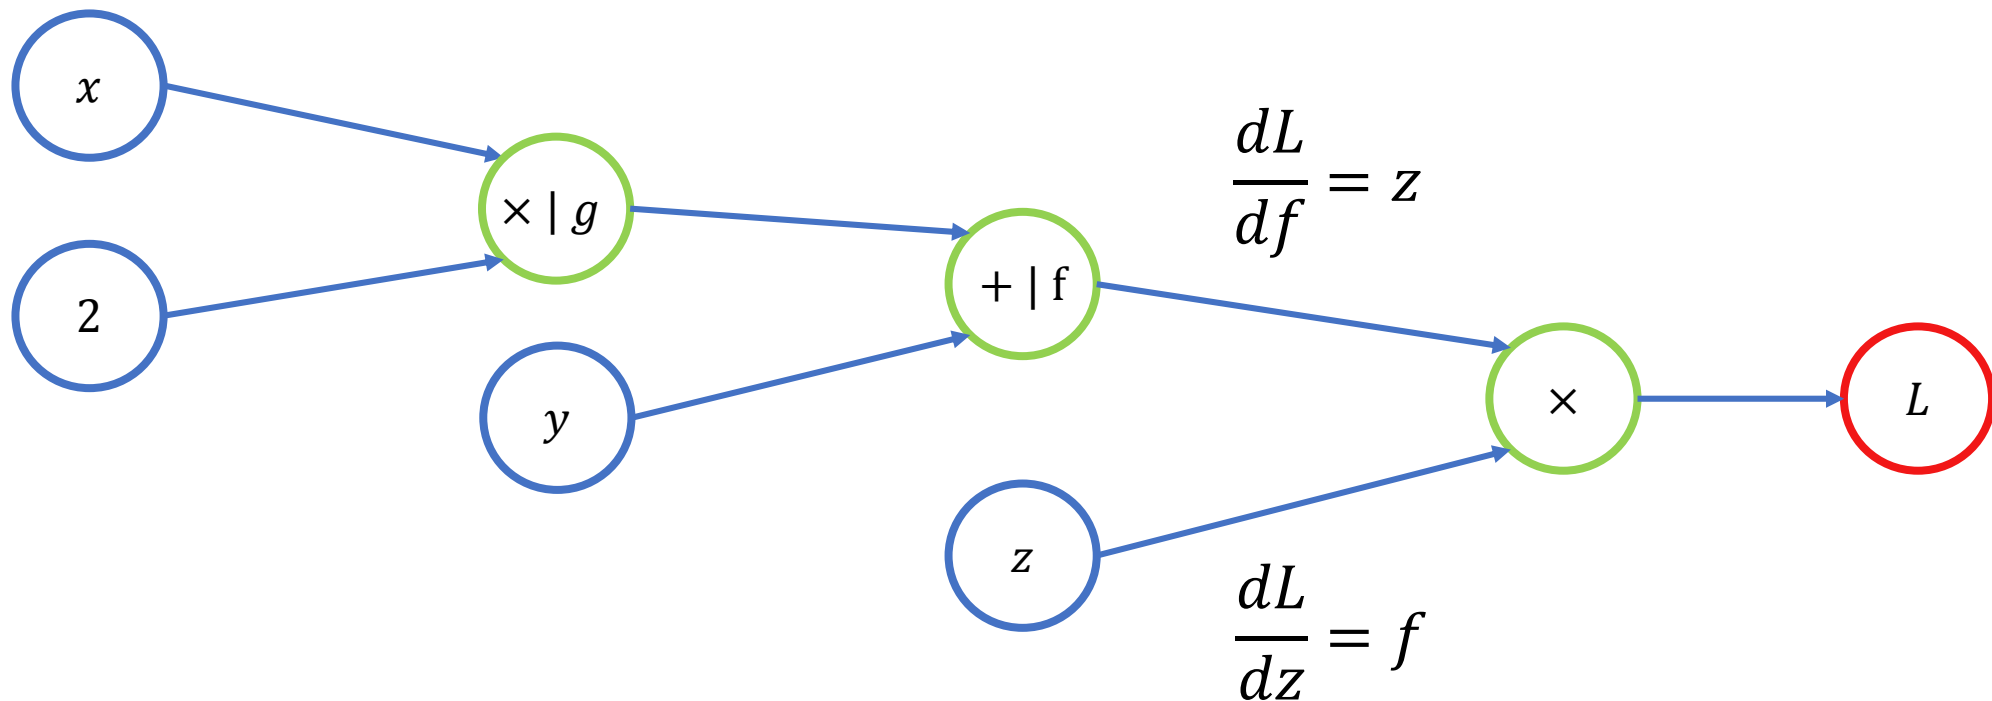 x
2
× | g
y
+ | f
z
dL/df = z
dL/dz = f
×
L